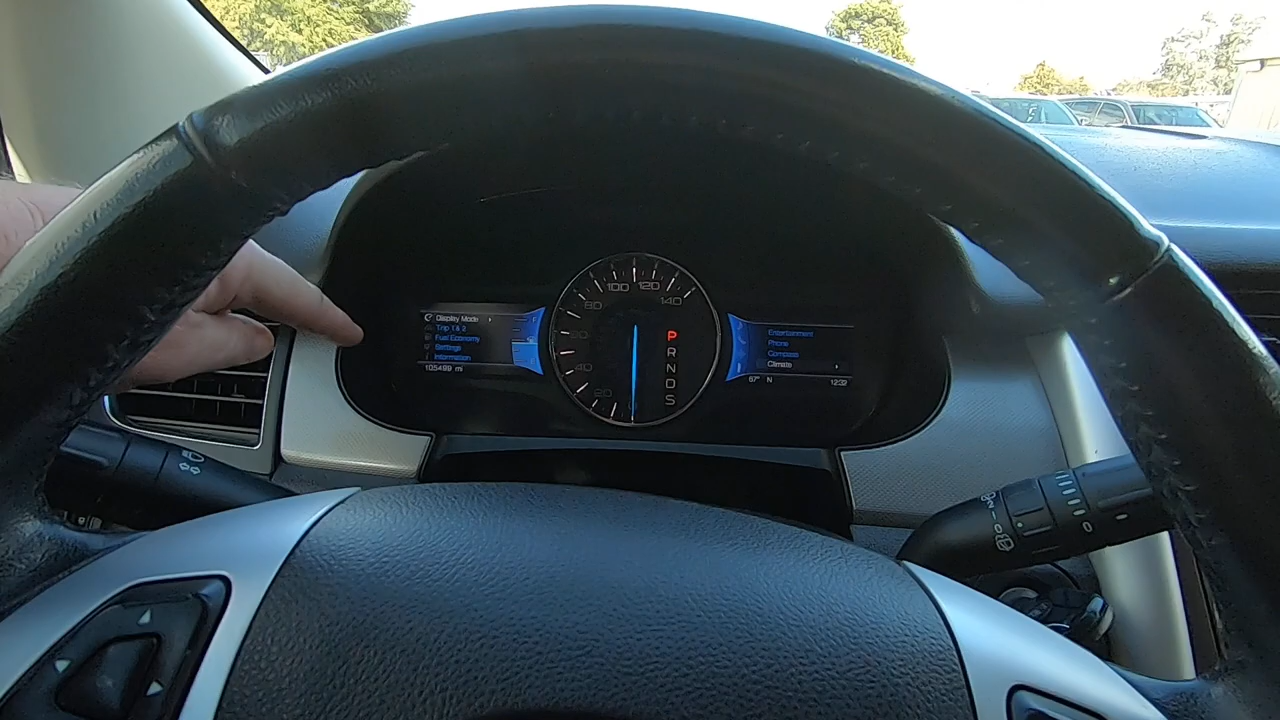 Display Mode
Trip 1 & 2
Fuel Economy
Settings
Information
105499 mi
F
20
40
60
80
100
120
140
P
R
N
D
S
Entertainment
Phone
Compass
Climate
67° N 12:32
0